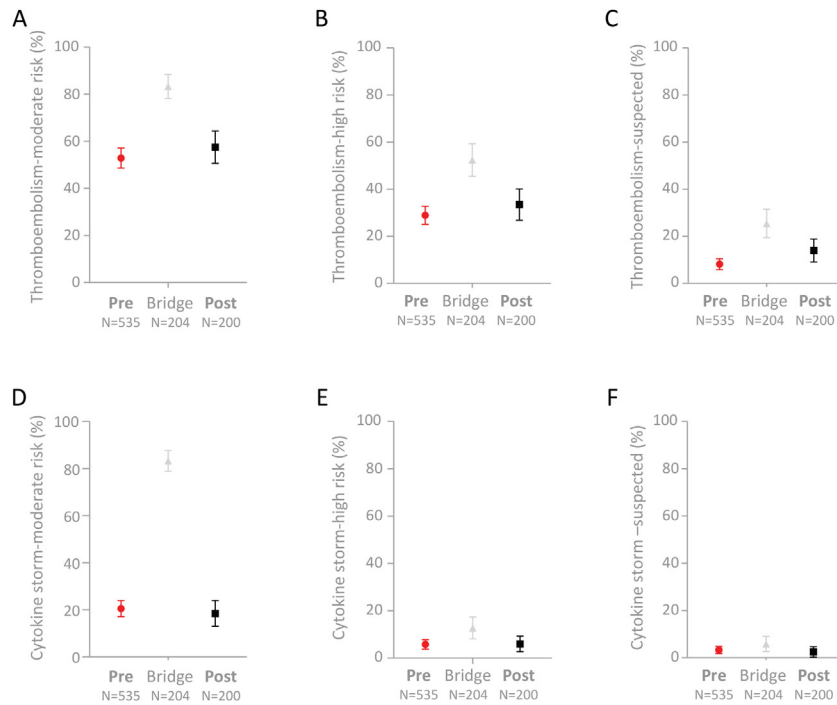 A
Thromboembolism-moderate risk (%)
100
80
60
40
20
0
Pre Bridge Post
N=535 N=204 N=200
B
Thromboembolism-high risk (%)
100
80
60
40
20
0
Pre Bridge Post
N=535 N=204 N=200
C
Thromboembolism-suspected (%)
100
80
60
40
20
0
Pre Bridge Post
N=535 N=204 N=200
D
Cytokine storm-moderate risk (%)
100
80
60
40
20
0
Pre Bridge Post
N=535 N=204 N=200
E
Cytokine storm-high risk (%)
100
80
60
40
20
0
Pre Bridge Post
N=535 N=204 N=200
F
Cytokine storm –suspected (%)
100
80
60
40
20
0
Pre Bridge Post
N=535 N=204 N=200